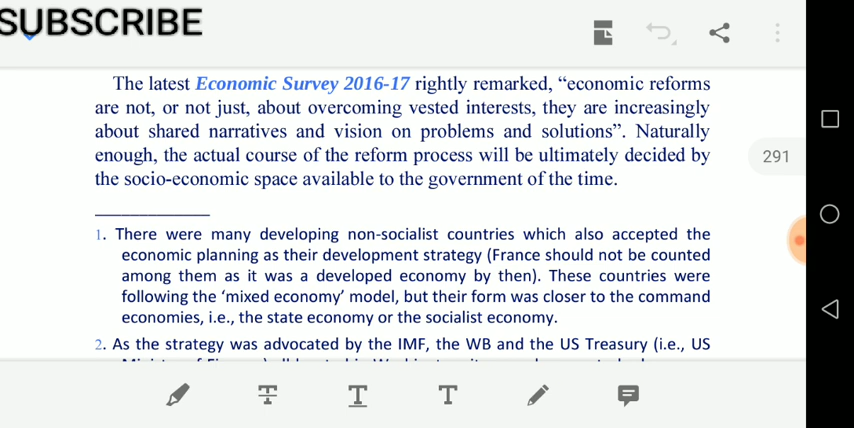 SUBSCRIBE
The latest Economic Survey 2016-17 rightly remarked, “economic reforms
are not, or not just, about overcoming vested interests, they are increasingly
about shared narratives and vision on problems and solutions”. Naturally
enough, the actual course of the reform process will be ultimately decided by
the socio-economic space available to the government of the time.
291
1. There were many developing non-socialist countries which also accepted the
economic planning as their development strategy (France should not be counted
among them as it was a developed economy by then). These countries were
following the ‘mixed economy’ model, but their form was closer to the command
economies, i.e., the state economy or the socialist economy.
2. As the strategy was advocated by the IMF, the WB and the US Treasury (i.e., US